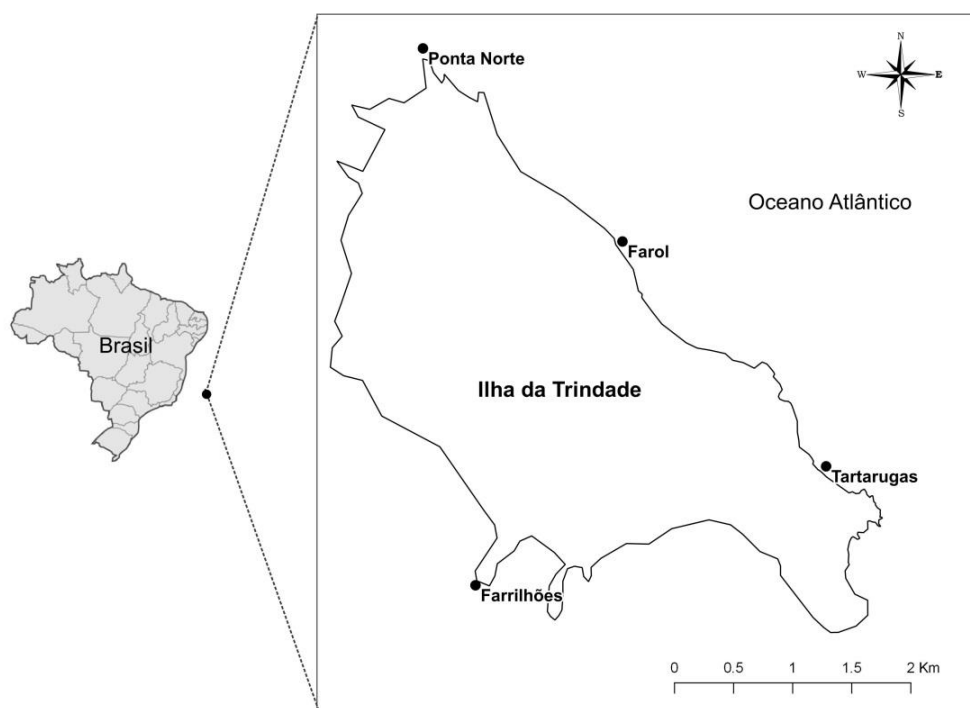 Ponta Norte
N
W
E
S
Oceano Atlântico
Farol
Brasil
Ilha da Trindade
Tartarugas
Farrilhões
0 0.5 1 1.5 2 Km